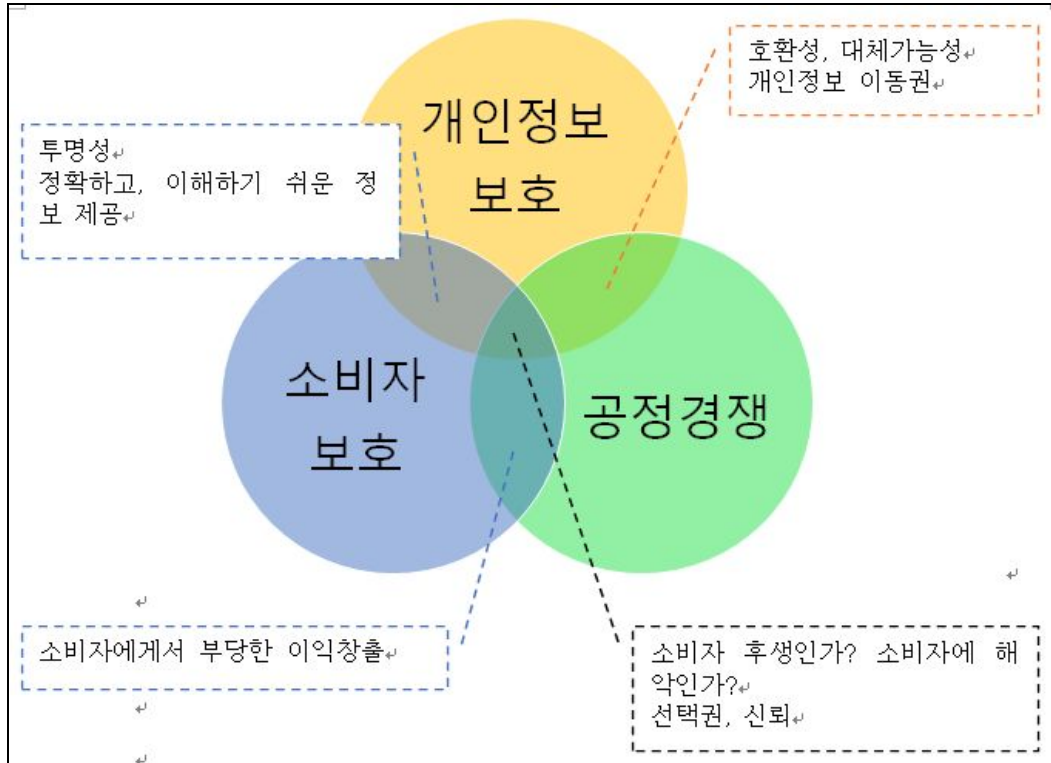 개인정보
보호
호환성, 대체가능성
개인정보 이동권
투명성
정확하고, 이해하기 쉬운 정
보 제공
소비자
보호
공정경쟁
소비자에게서 부당한 이익창출
소비자 후생인가? 소비자에 해
악인가?
선택권, 신뢰